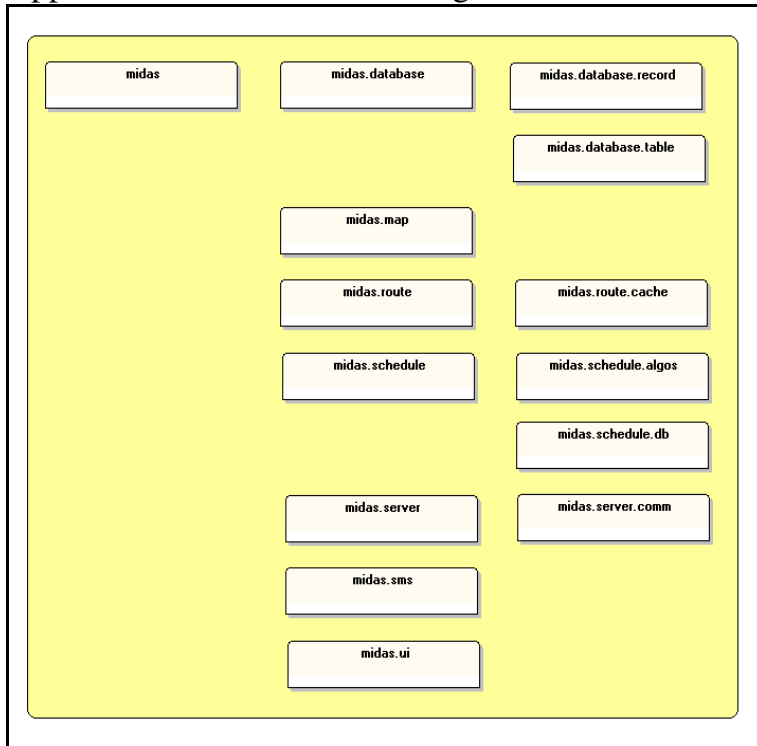 midas
midas.database
midas.database.record
midas.database.table
midas.map
midas.route
midas.route.cache
midas.schedule
midas.schedule.algos
midas.schedule.db
midas.server
midas.server.comm
midas.sms
midas.ui